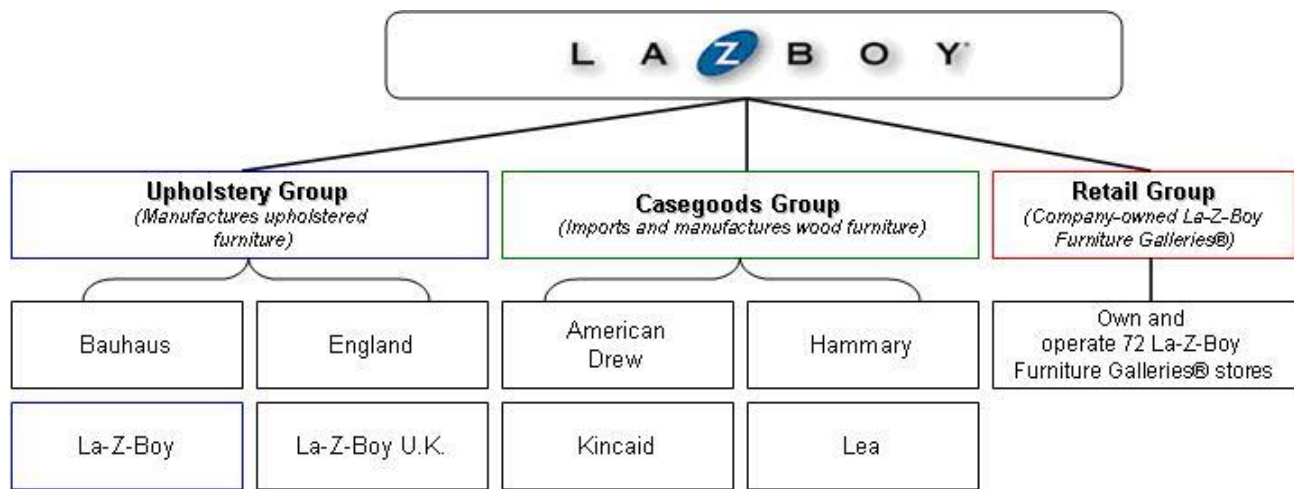 LAZBOY®
Upholstery Group
(Manufactures upholstered
furniture)
Casegoods Group
(Imports and manufactures wood furniture)
Retail Group
(Company-owned La-Z-Boy
Furniture Galleries®)
Bauhaus
England
American
Drew
Hammary
Own and
operate 72 La-Z-Boy
Furniture Galleries® stores
La-Z-Boy
La-Z-Boy U.K.
Kincaid
Lea